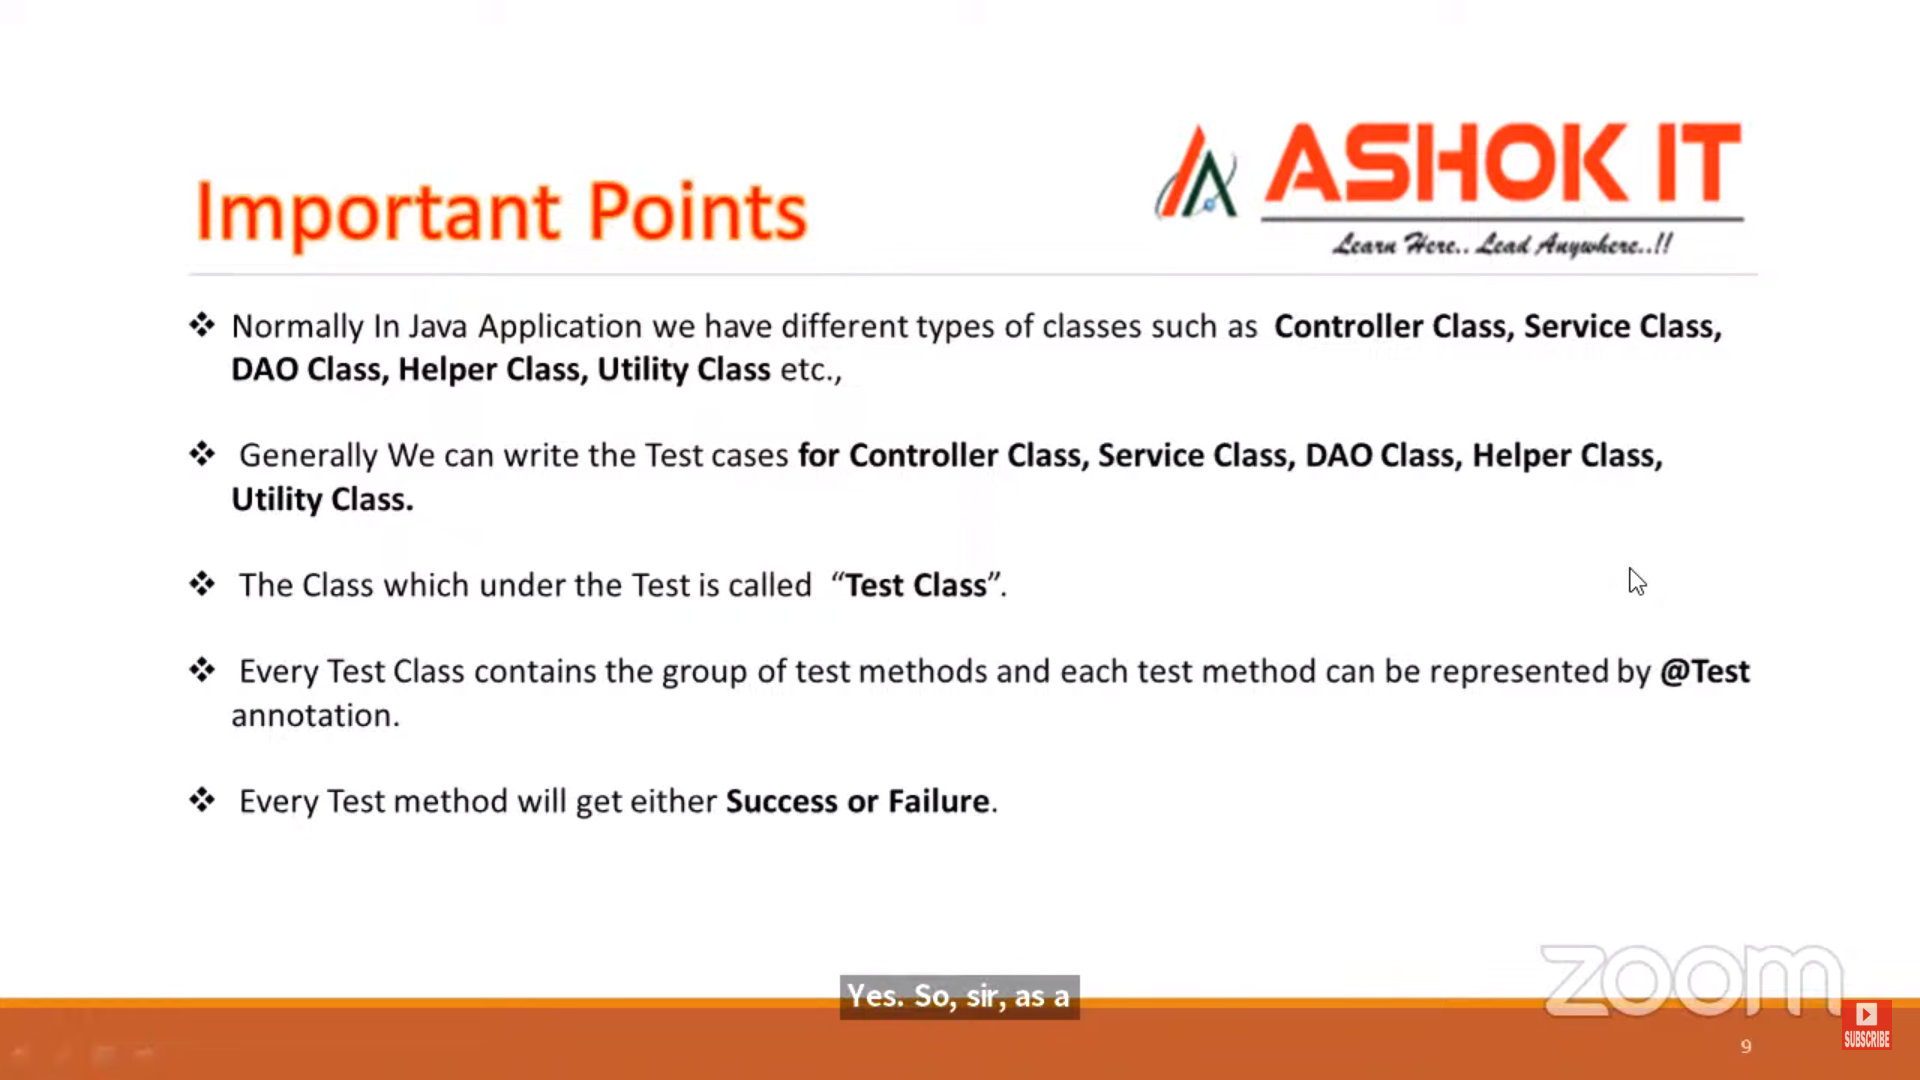 ASHOK IT
Learn Here.. Lead Anywhere..!!
Important Points
Normally In Java Application we have different types of classes such as Controller Class, Service Class,
DAO Class, Helper Class, Utility Class etc.,
Generally We can write the Test cases for Controller Class, Service Class, DAO Class, Helper Class,
Utility Class.
The Class which under the Test is called “Test Class”.
Every Test Class contains the group of test methods and each test method can be represented by @Test
annotation.
Every Test method will get either Success or Failure.
Yes. So, sir, as a
zoom
SUBSCRIBE
9